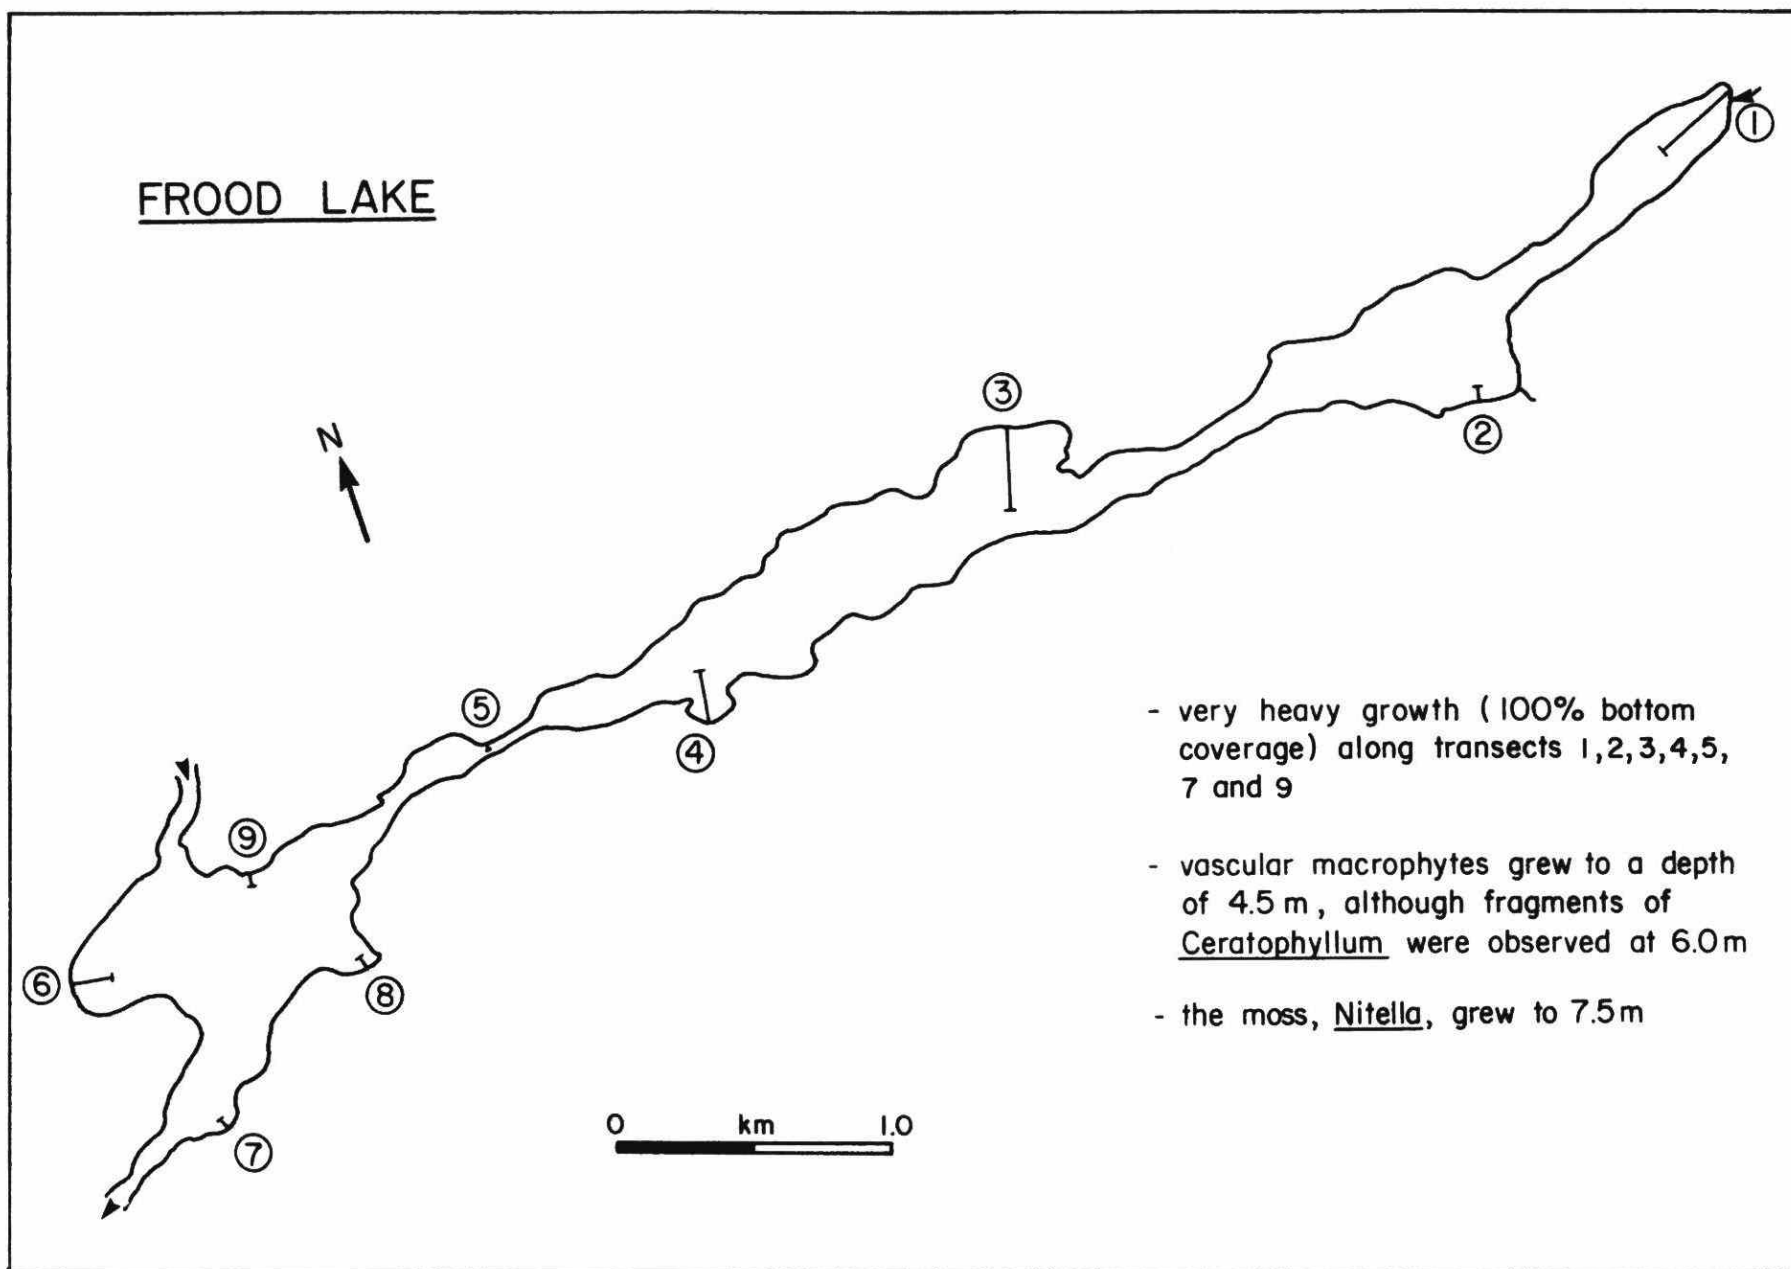 FROOD LAKE
N
1
2
3
4
5
6
7
8
9
- very heavy growth (100% bottom
coverage) along transects 1,2,3,4,5,
7 and 9
- vascular macrophytes grew to a depth
of 4.5 m, although fragments of
Ceratophyllum were observed at 6.0m
- the moss, Nitella, grew to 7.5m
0 km 1.0